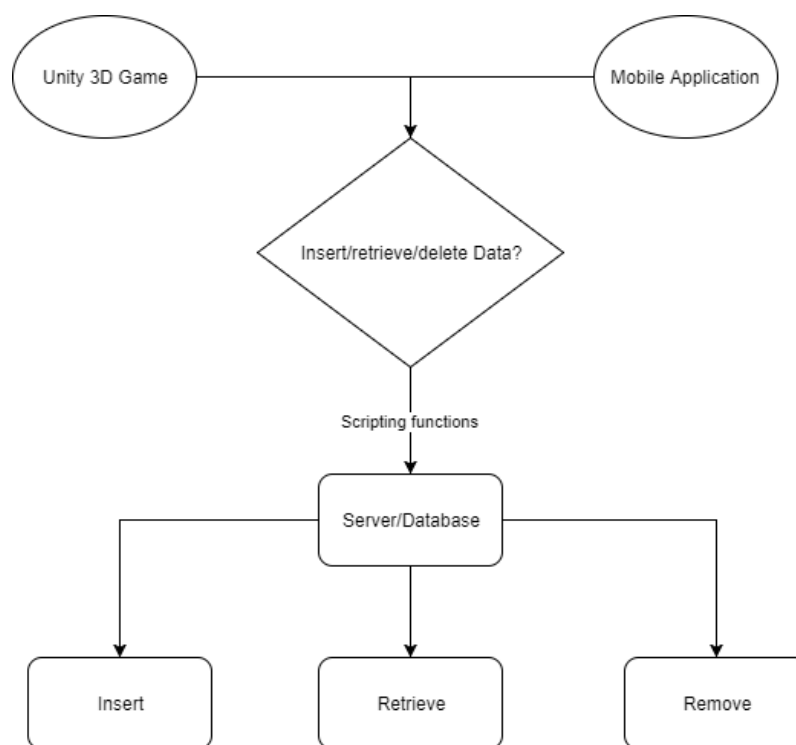 Unity 3D Game
Mobile Application
Insert/retrieve/delete Data?
Scripting functions
Server/Database
Insert
Retrieve
Remove